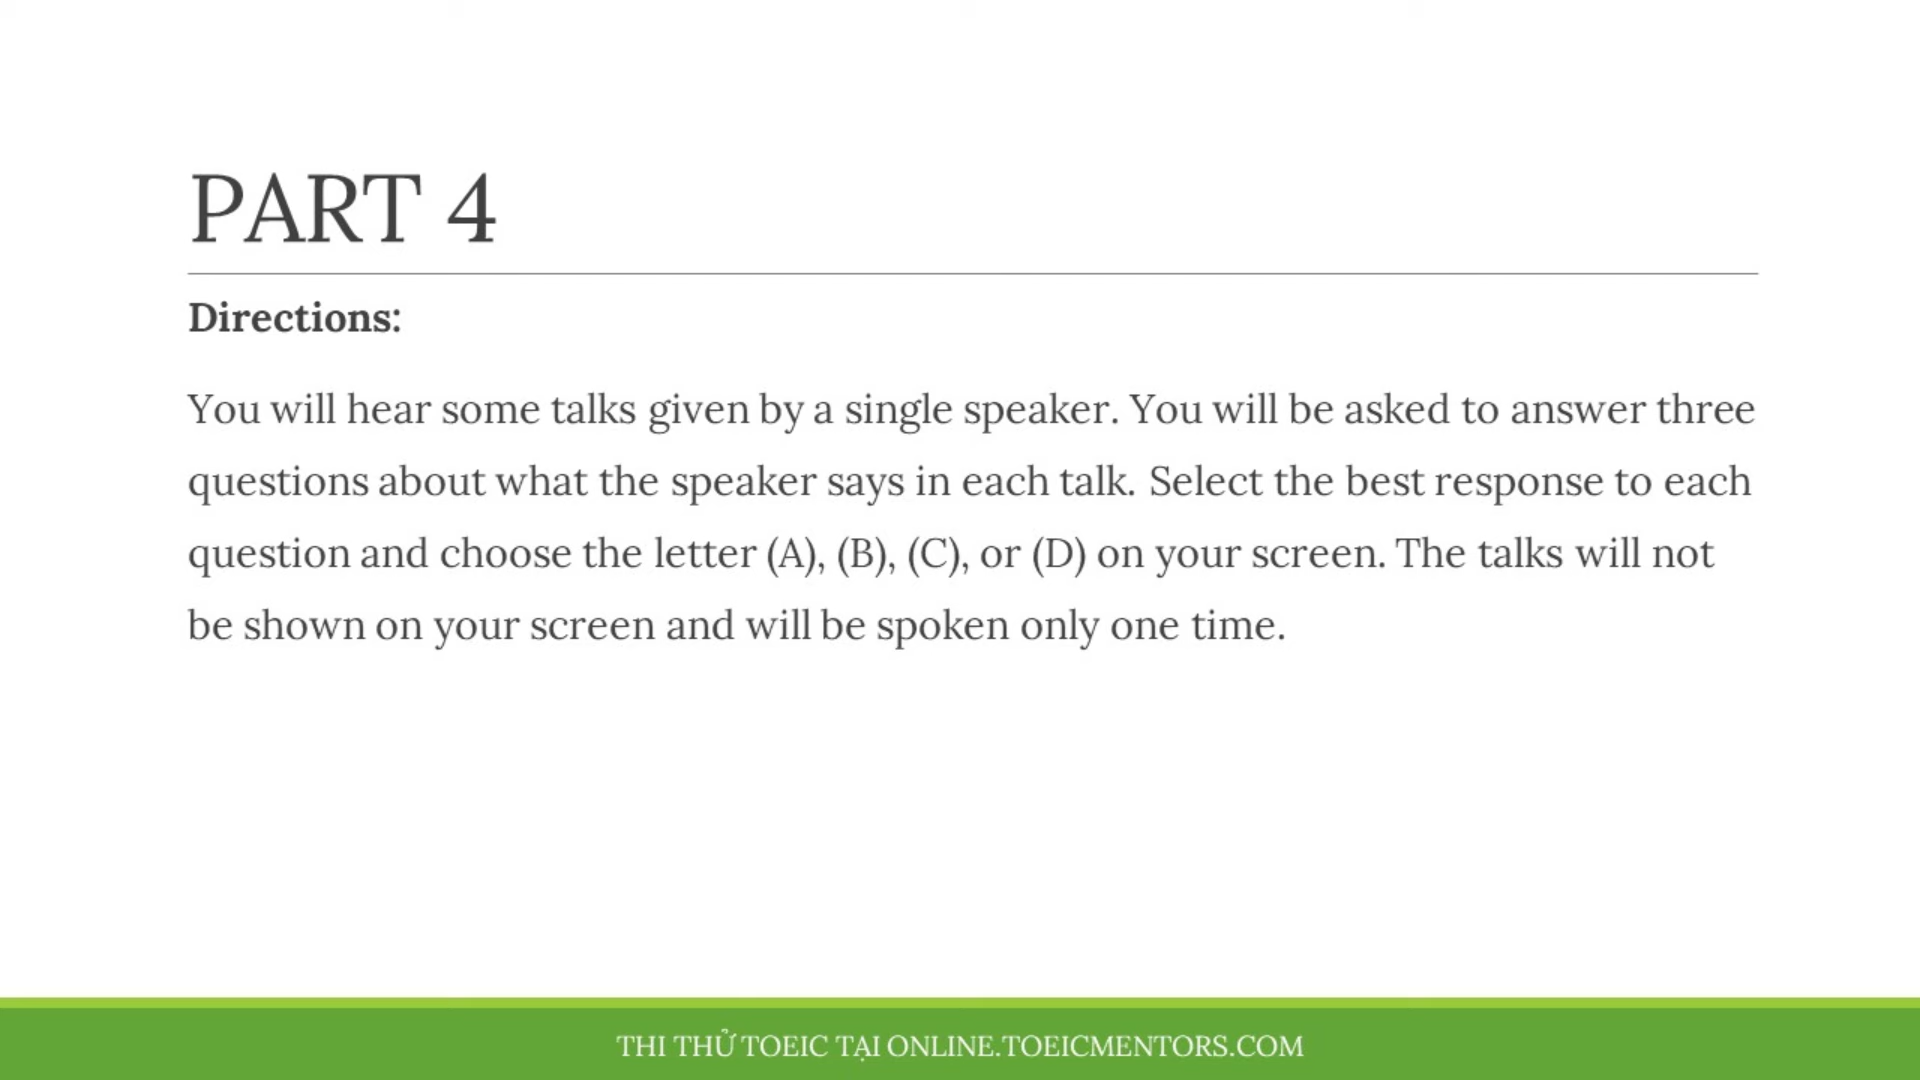 PART 4
Directions:
You will hear some talks given by a single speaker. You will be asked to answer three
questions about what the speaker says in each talk. Select the best response to each
question and choose the letter (A), (B), (C), or (D) on your screen. The talks will not
be shown on your screen and will be spoken only one time.
THI THỬ TOEIC TẠI ONLINE.TOEICMENTORS.COM